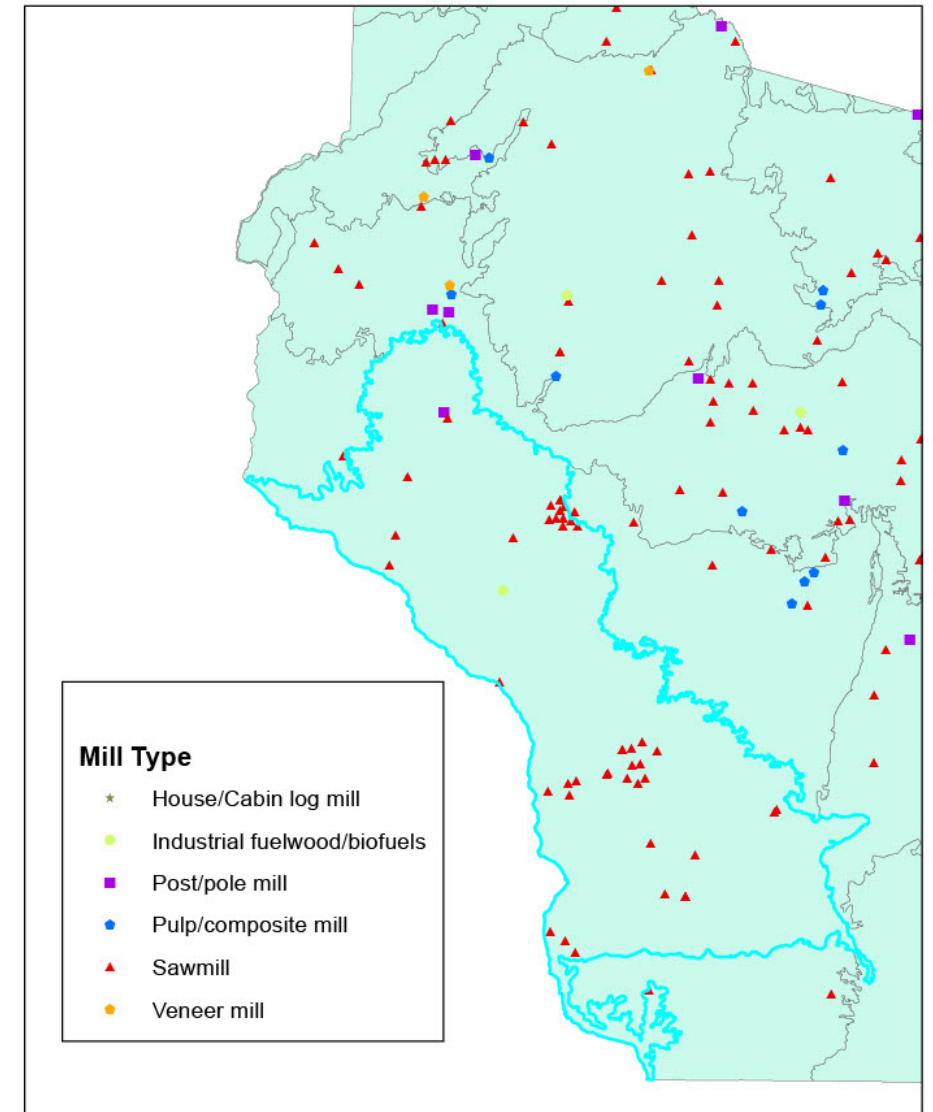 Mill Type
House/Cabin log mill
Industrial fuelwood/biofuels
Post/pole mill
Pulp/composite mill
Sawmill
Veneer mill